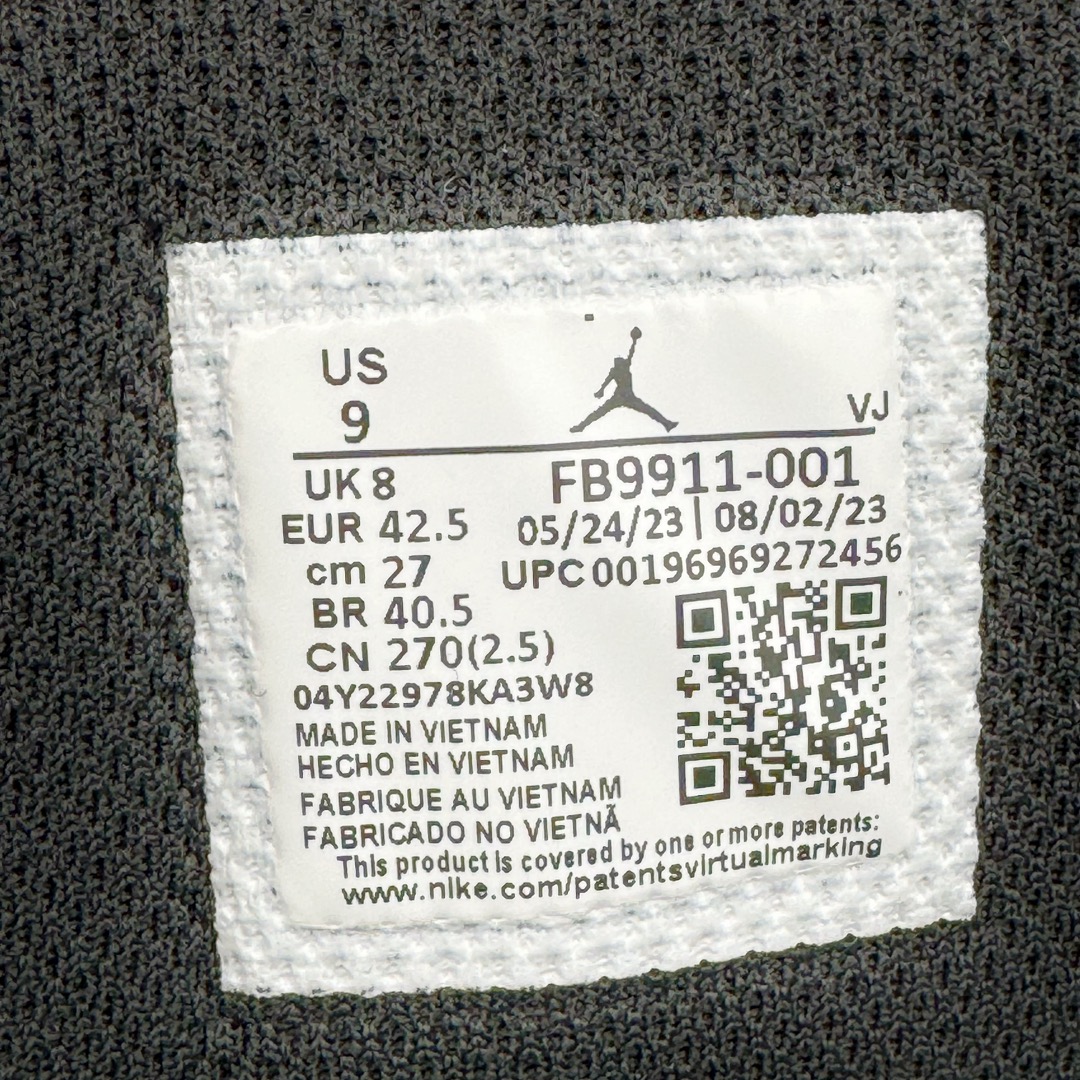 US
9
VJ
UK 8
FB9911-001
EUR 42.5
05/24/23|08/02/23
cm 27
UPC 00196969272456
BR 40.5
CN 270(2.5)
04Y22978KA3W8
MADE IN VIETNAM
HECHO EN VIETNAM
FABRIQUE AU VIETNAM
FABRICADO NO VIETNÃ
This product is covered by one or more patents:
www.nike.com/patentsvirtualmarking